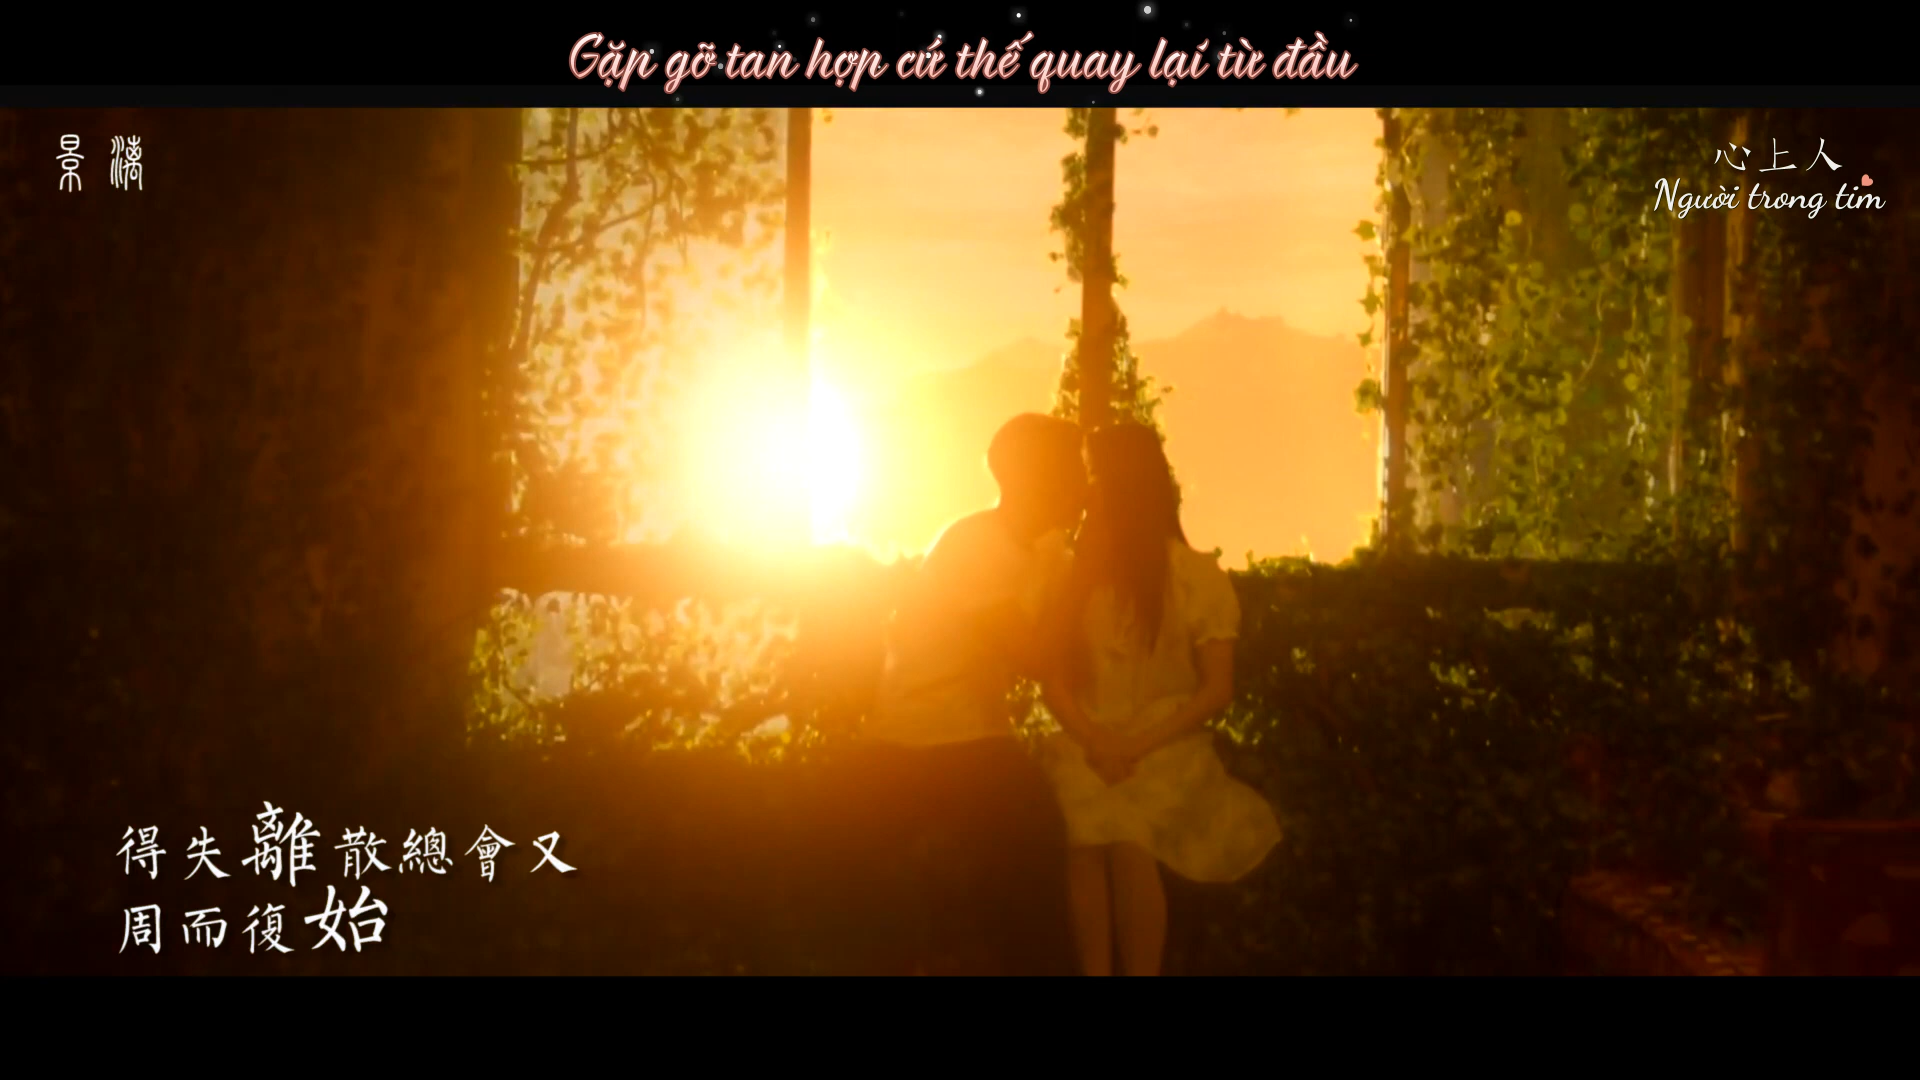 Gặp gỡ tan hợp cứ thế quay lại từ đầu
景 漓
心上人
Người trong tim
得失離散總會又
周而復始